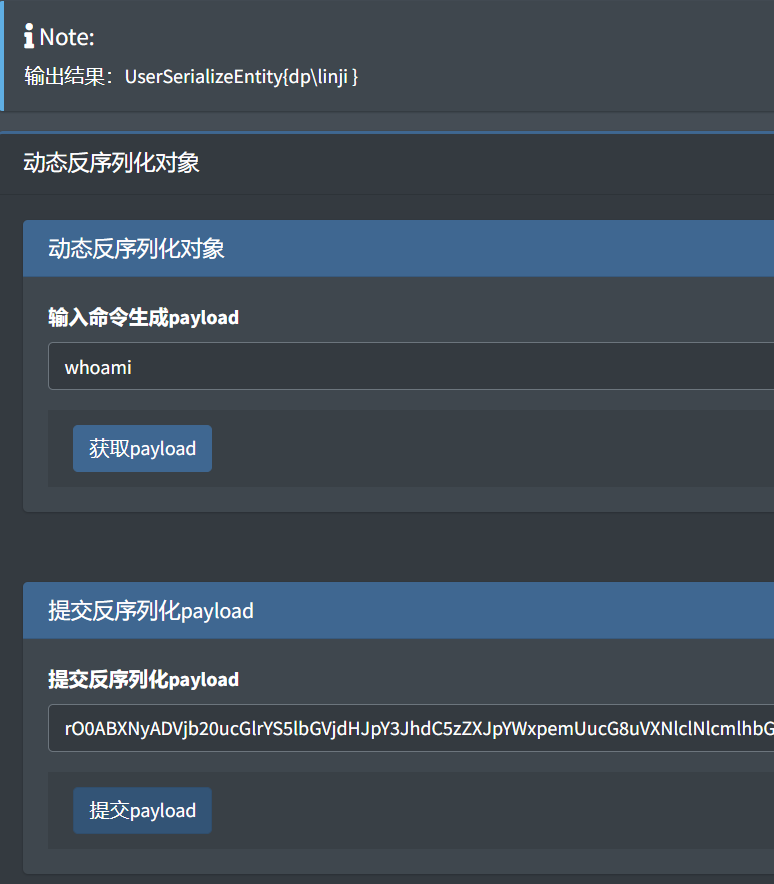 Note:
输出结果：UserSerializeEntity{dp\linji }
动态反序列化对象
动态反序列化对象
输入命令生成payload
whoami
获取payload
提交反序列化payload
提交反序列化payload
rO0ABXNyADVjb20ucGlrYS5lbGVjdHJpY3JhdC5zZXJpYWxpemUucG8uVXNlclNlcmlhbG
提交payload